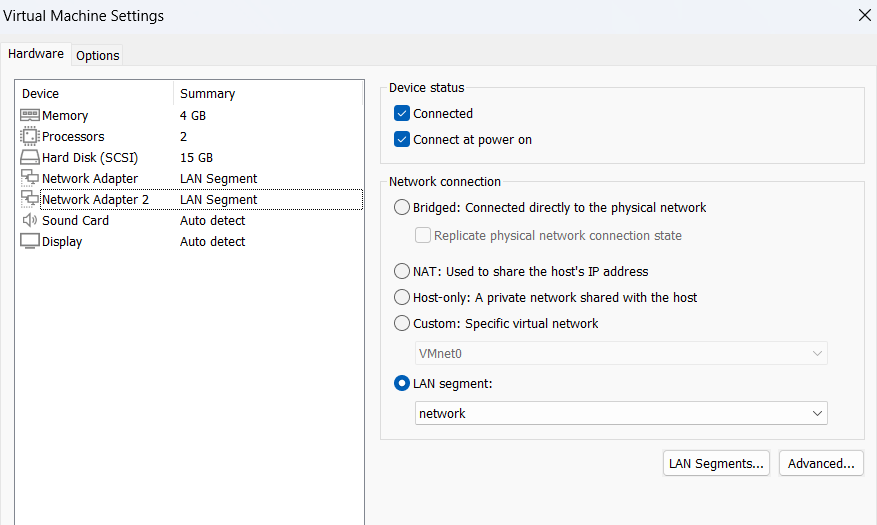 Virtual Machine Settings
Hardware Options
Device Summary
Memory 4 GB
Processors 2
Hard Disk (SCSI) 15 GB
Network Adapter LAN Segment
Network Adapter 2 LAN Segment
Sound Card Auto detect
Display Auto detect
Device status
Connected
Connect at power on
Network connection
Bridged: Connected directly to the physical network
Replicate physical network connection state
NAT: Used to share the host's IP address
Host-only: A private network shared with the host
Custom: Specific virtual network
VMnet0
LAN segment:
network
LAN Segments... Advanced...